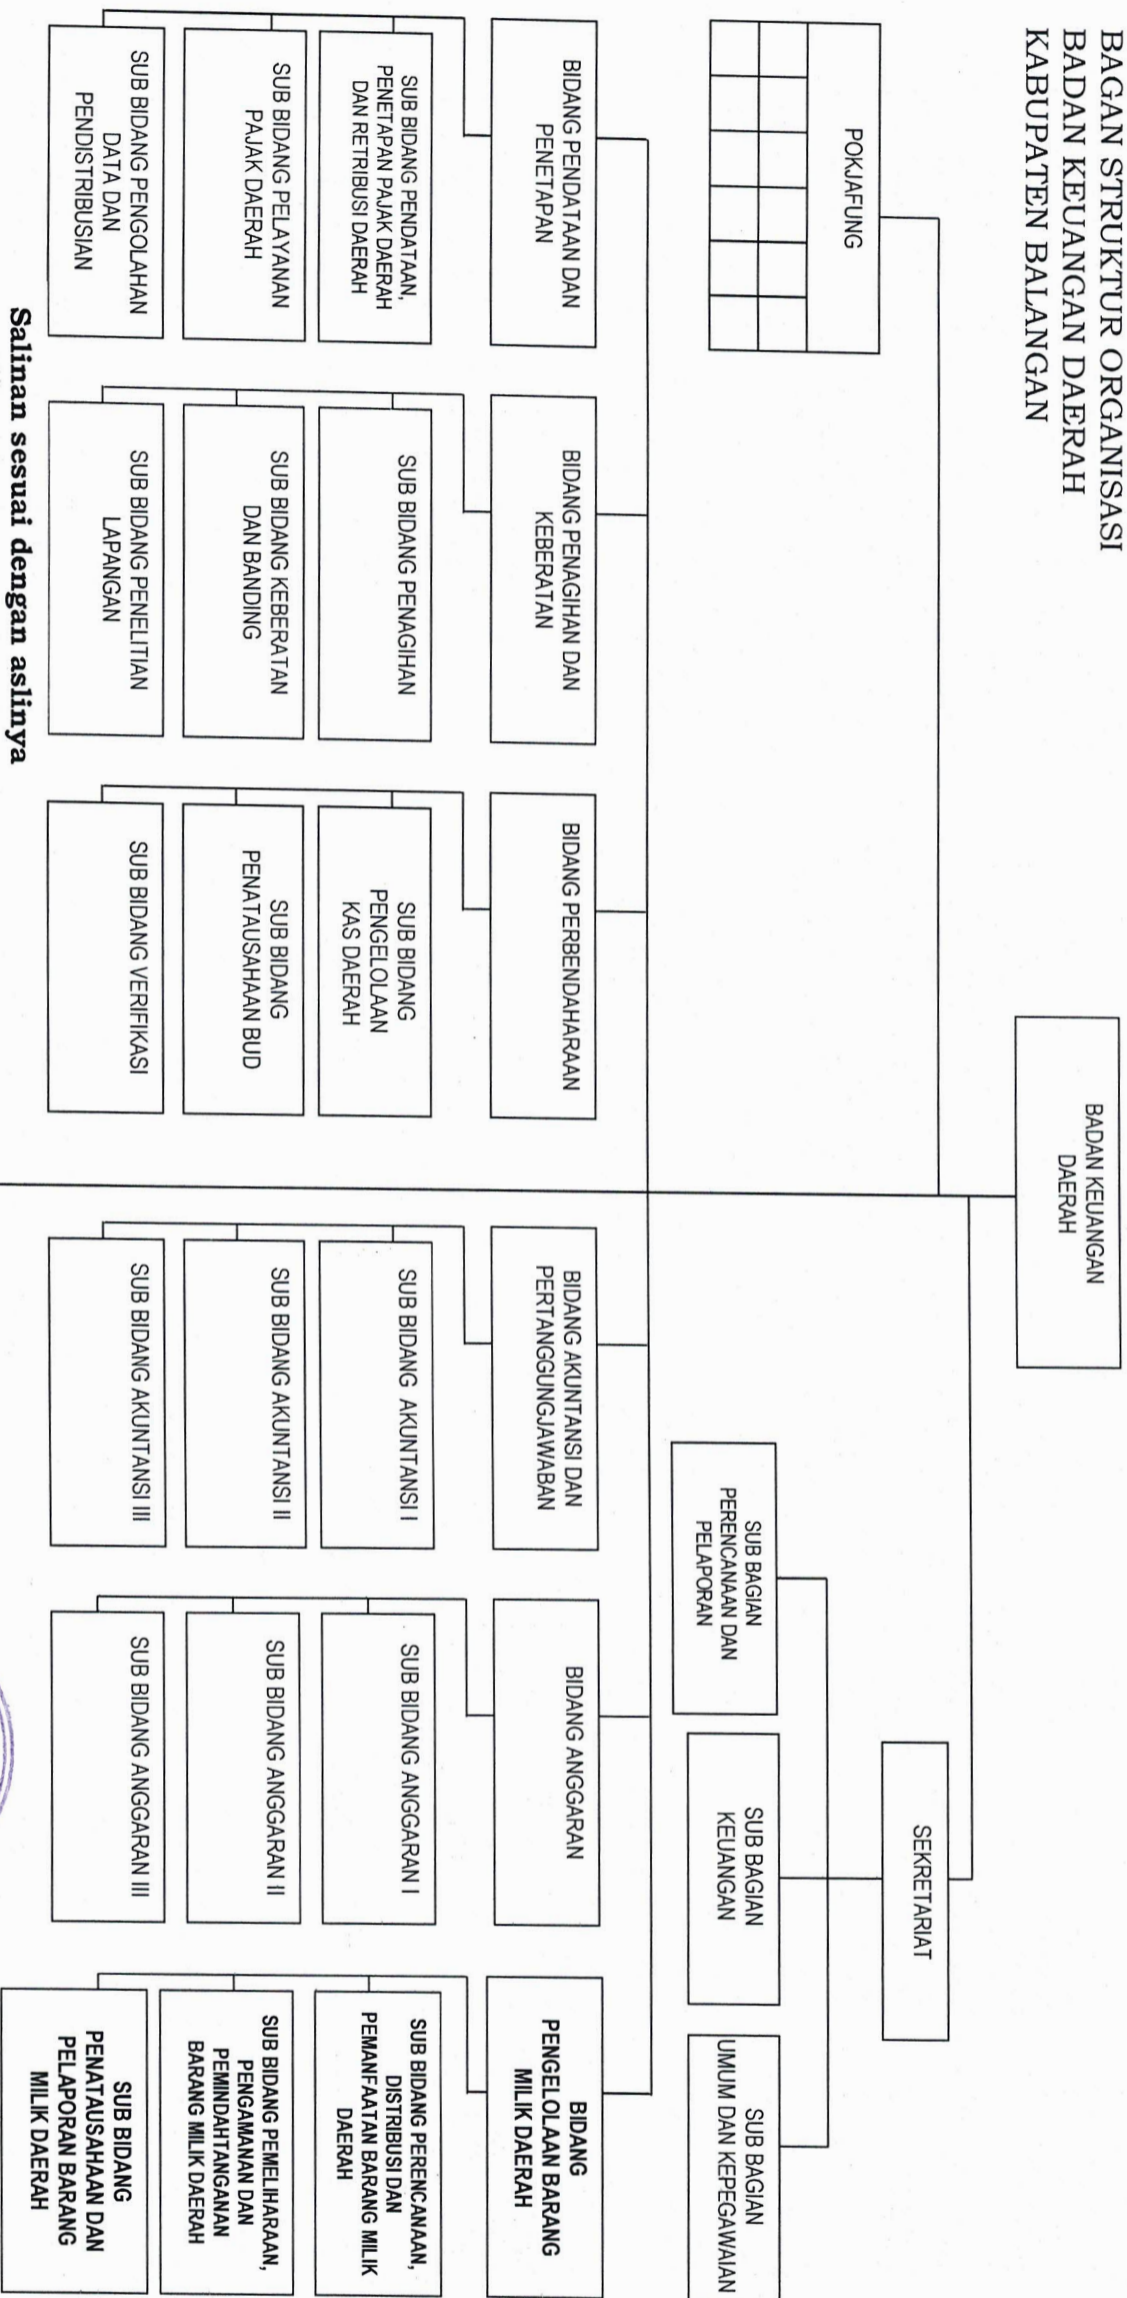 BAGAN STRUKTUR ORGANISASI
BADAN KEUANGAN DAERAH
KABUPATEN BALANGAN
BADAN KEUANGAN
DAERAH
POKJAFUNG
SEKRETARIAT
SUB BAGIAN
PERENCANAAN DAN
PELAPORAN
SUB BAGIAN
KEUANGAN
SUB BAGIAN
UMUM DAN KEPEGAWAIAN
BIDANG PENDATAAN DAN
PENETAPAN
SUB BIDANG PENDATAAN,
PENETAPAN PAJAK DAERAH
DAN RETRIBUSI DAERAH
SUB BIDANG PELAYANAN
PAJAK DAERAH
SUB BIDANG PENGOLAHAN
DATA DAN
PENDISTRIBUSIAN
BIDANG PENAGIHAN DAN
KEBERATAN
SUB BIDANG PENAGIHAN
SUB BIDANG KEBERATAN
DAN BANDING
SUB BIDANG PENELITIAN
LAPANGAN
BIDANG PERBENDAHARAAN
SUB BIDANG
PENGELOLAAN
KAS DAERAH
SUB BIDANG
PENATAUSAHAAN BUD
SUB BIDANG VERIFIKASI
BIDANG AKUNTANSI DAN
PERTANGGUNGJAWABAN
SUB BIDANG AKUNTANSI I
SUB BIDANG AKUNTANSI II
SUB BIDANG AKUNTANSI III
BIDANG ANGGARAN
SUB BIDANG ANGGARAN I
SUB BIDANG ANGGARAN II
SUB BIDANG ANGGARAN III
BIDANG
PENGELOLAAN BARANG
MILIK DAERAH
SUB BIDANG PERENCANAAN,
DISTRIBUSI DAN
PEMANFAATAN BARANG MILIK
DAERAH
SUB BIDANG PEMELIHARAAN,
PENGAMANAN DAN
PEMINDAHTANGANAN
BARANG MILIK DAERAH
SUB BIDANG
PENATAUSAHAAN DAN
PELAPORAN BARANG
MILIK DAERAH
Salinan sesuai dengan aslinya